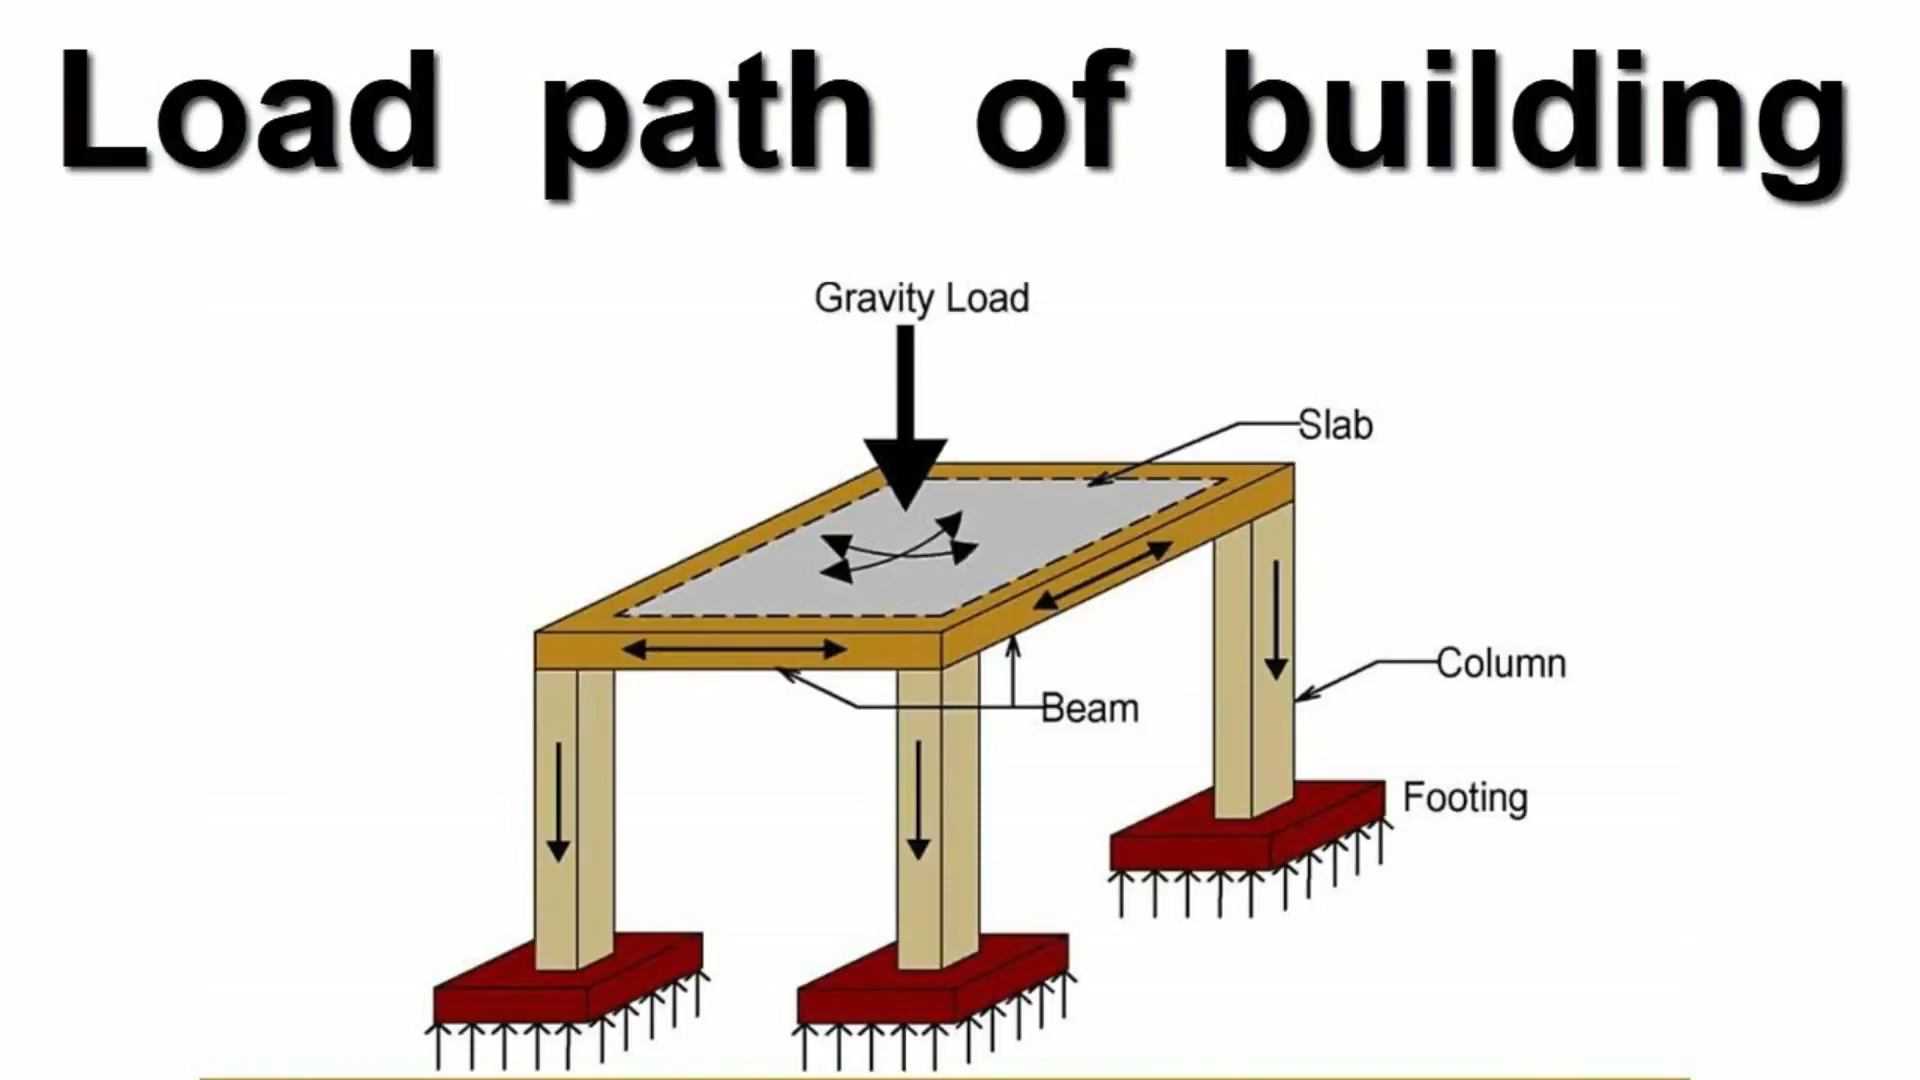 Load path of building
Gravity Load
Slab
Column
Beam
Footing